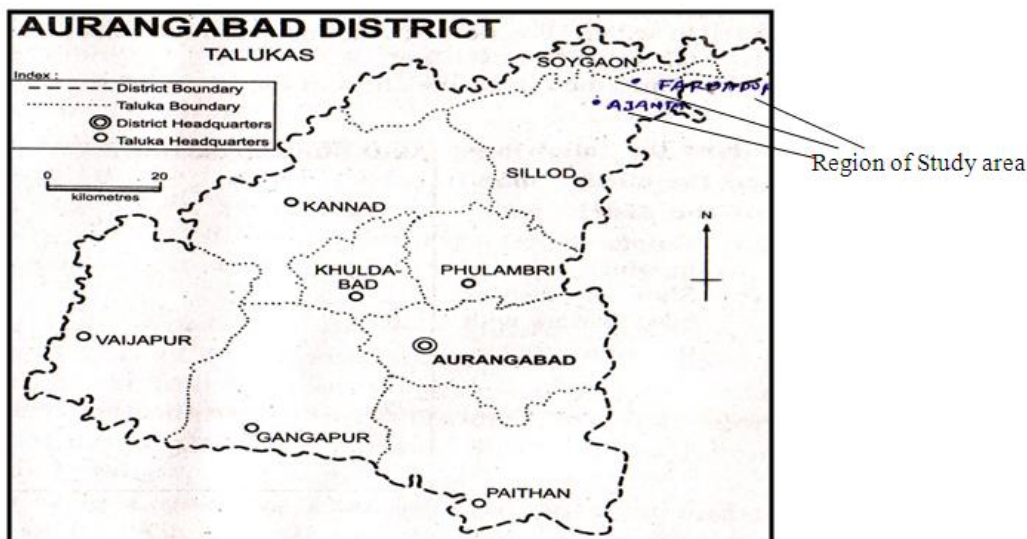 AURANGABAD DISTRICT
TALUKAS
Index :
District Boundary
Taluka Boundary
District Headquarters
Taluka Headquarters
0 20
kilometres
SOYGAON
FARDAPUR
AJANTA
Region of Study area
SILLOD
KANNAD
N
KHULDA-
BAD
PHULAMBRI
VAIJAPUR
AURANGABAD
GANGAPUR
PAITHAN